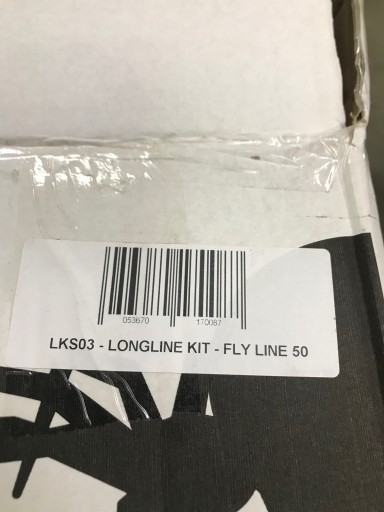 053670 170087
LKS03 - LONGLINE KIT - FLY LINE 50